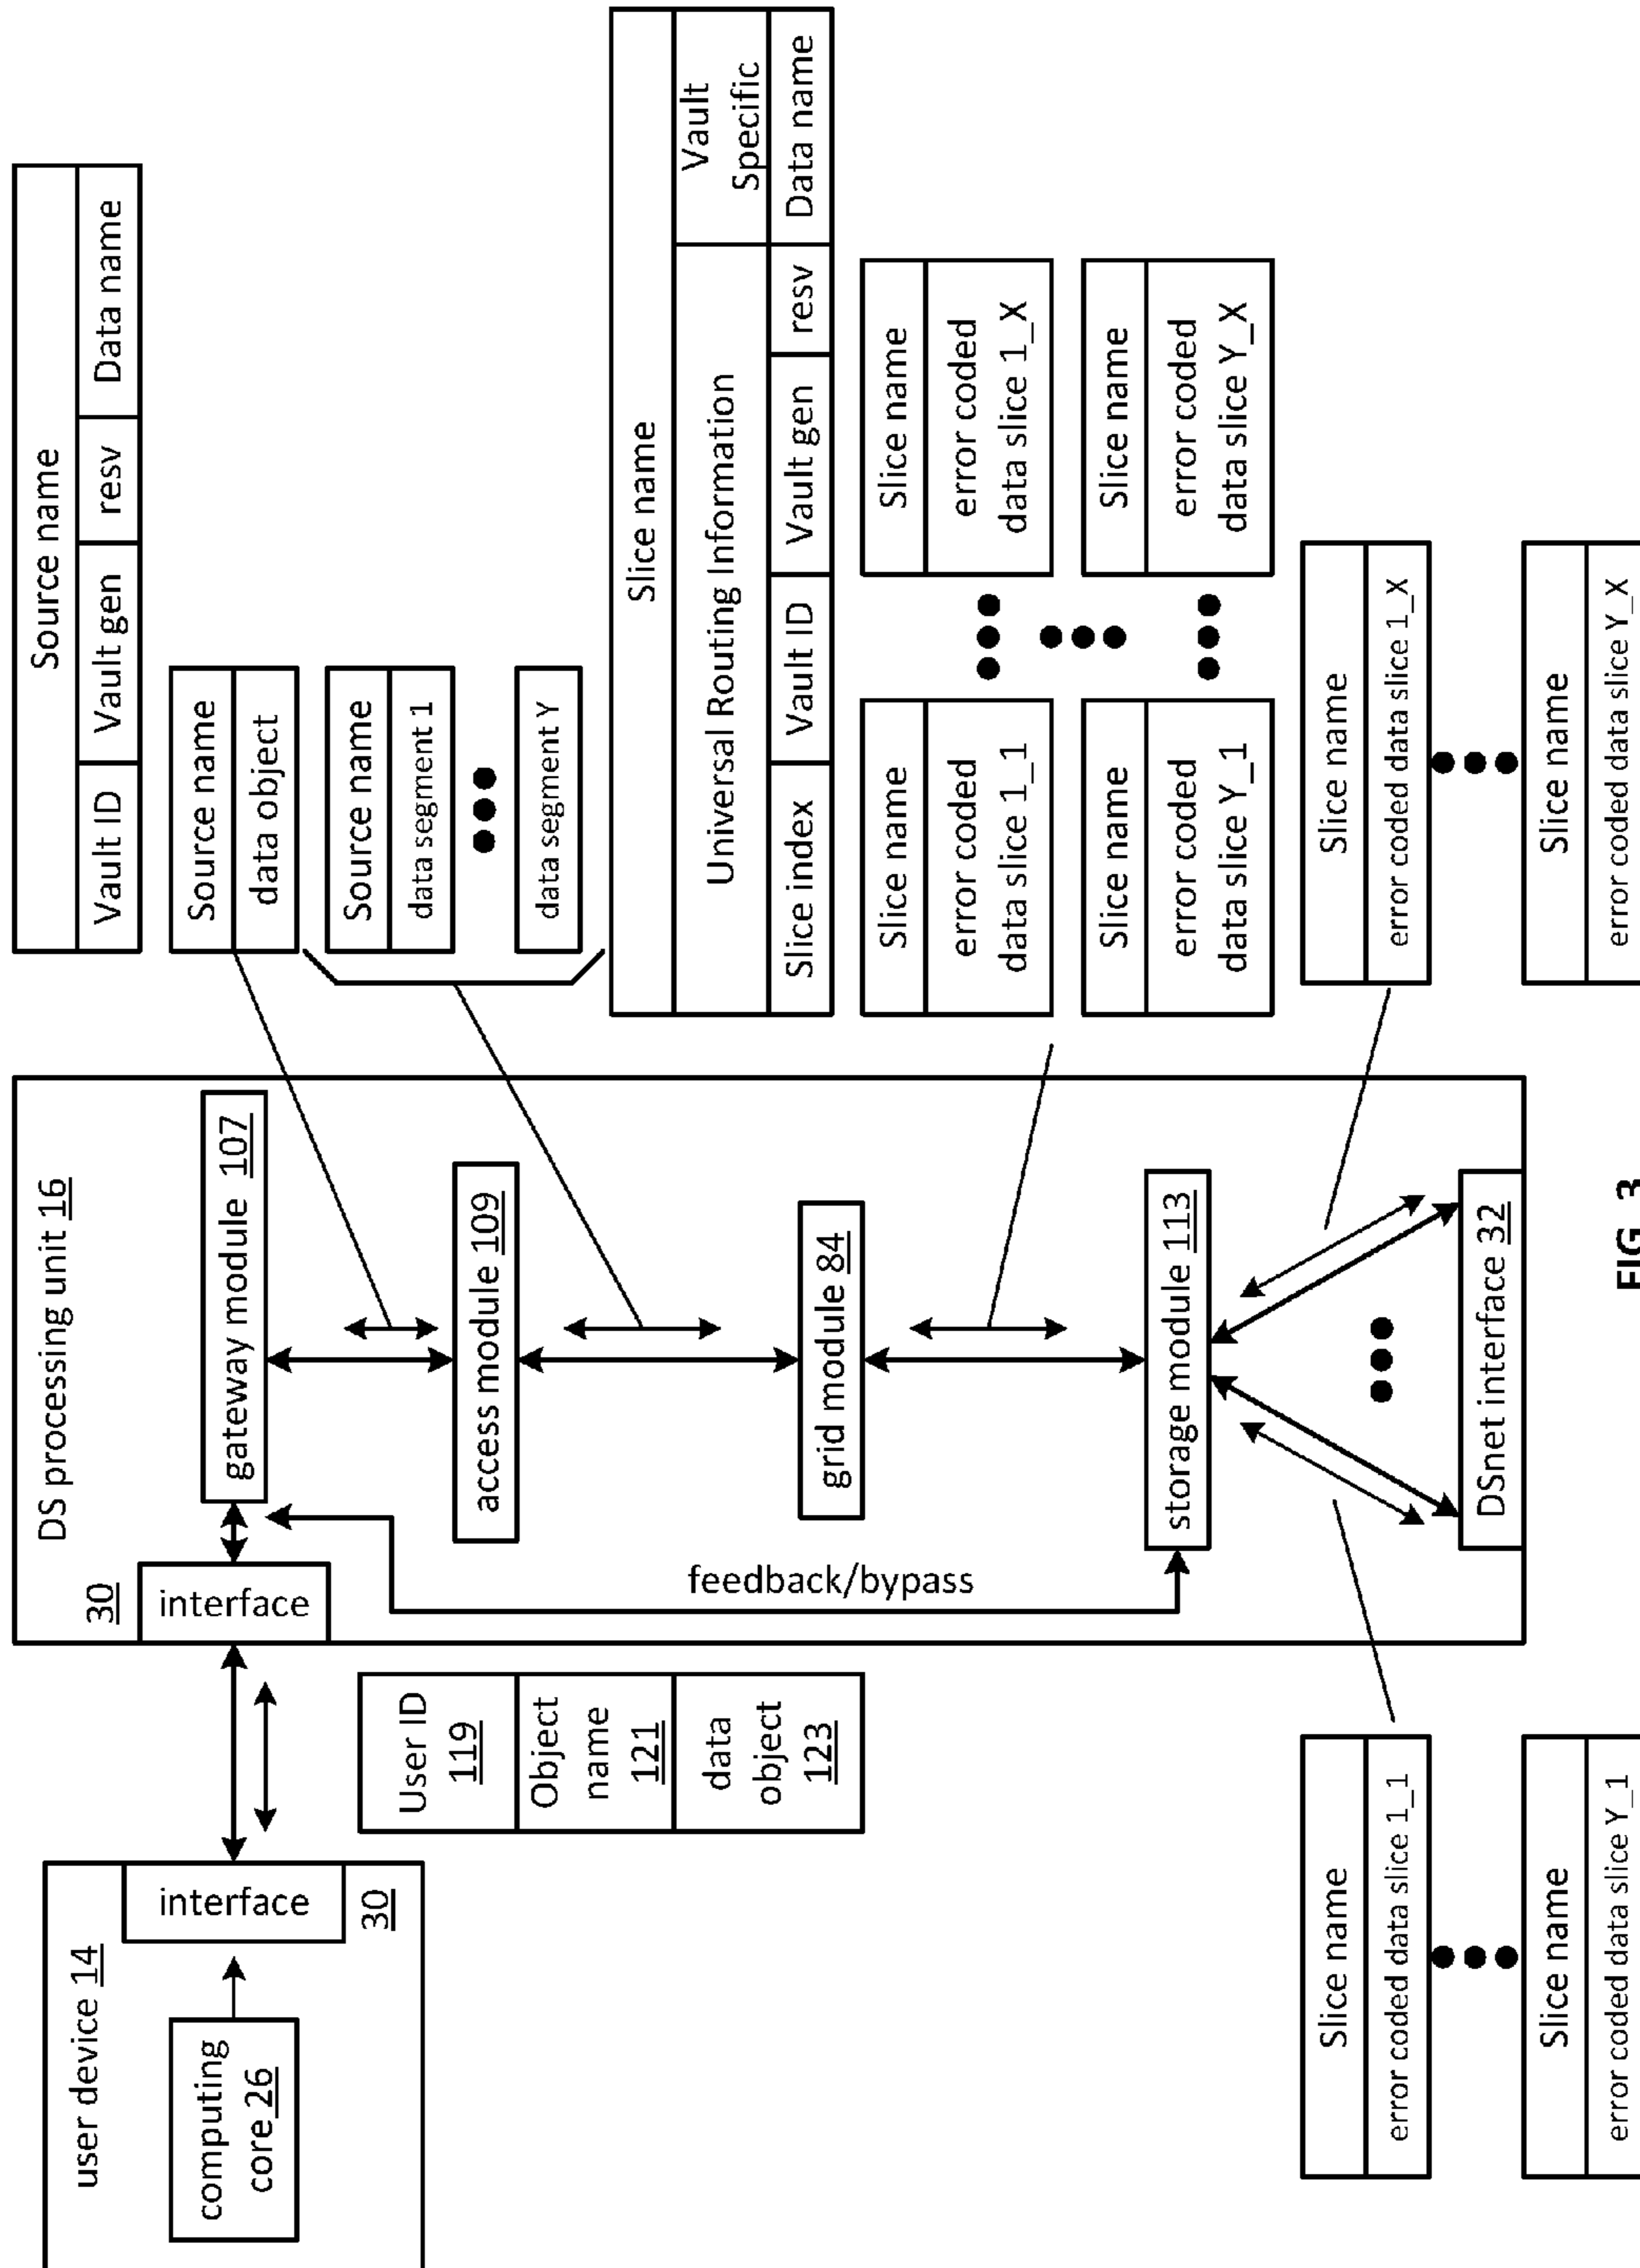 user device 14
computing
core 26
interface
30
User ID
119
Object
name
121
data
object
123
DS processing unit 16
30
interface
gateway module 107
access module 109
grid module 84
storage module 113
DSnet interface 32
feedback/bypass
Source name
Vault ID
Vault gen
resv
Data name
Source name
data object
Source name
data segment 1
data segment Y
Slice name
Universal Routing Information
Vault
Specific
Slice index
Vault ID
Vault gen
resv
Data name
Slice name
error coded
data slice 1_1
Slice name
error coded
data slice 1_X
Slice name
error coded
data slice Y_1
Slice name
error coded
data slice Y_X
Slice name
error coded data slice 1_1
Slice name
error coded data slice Y_1
Slice name
error coded data slice 1_X
Slice name
error coded data slice Y_X
FIG. 3